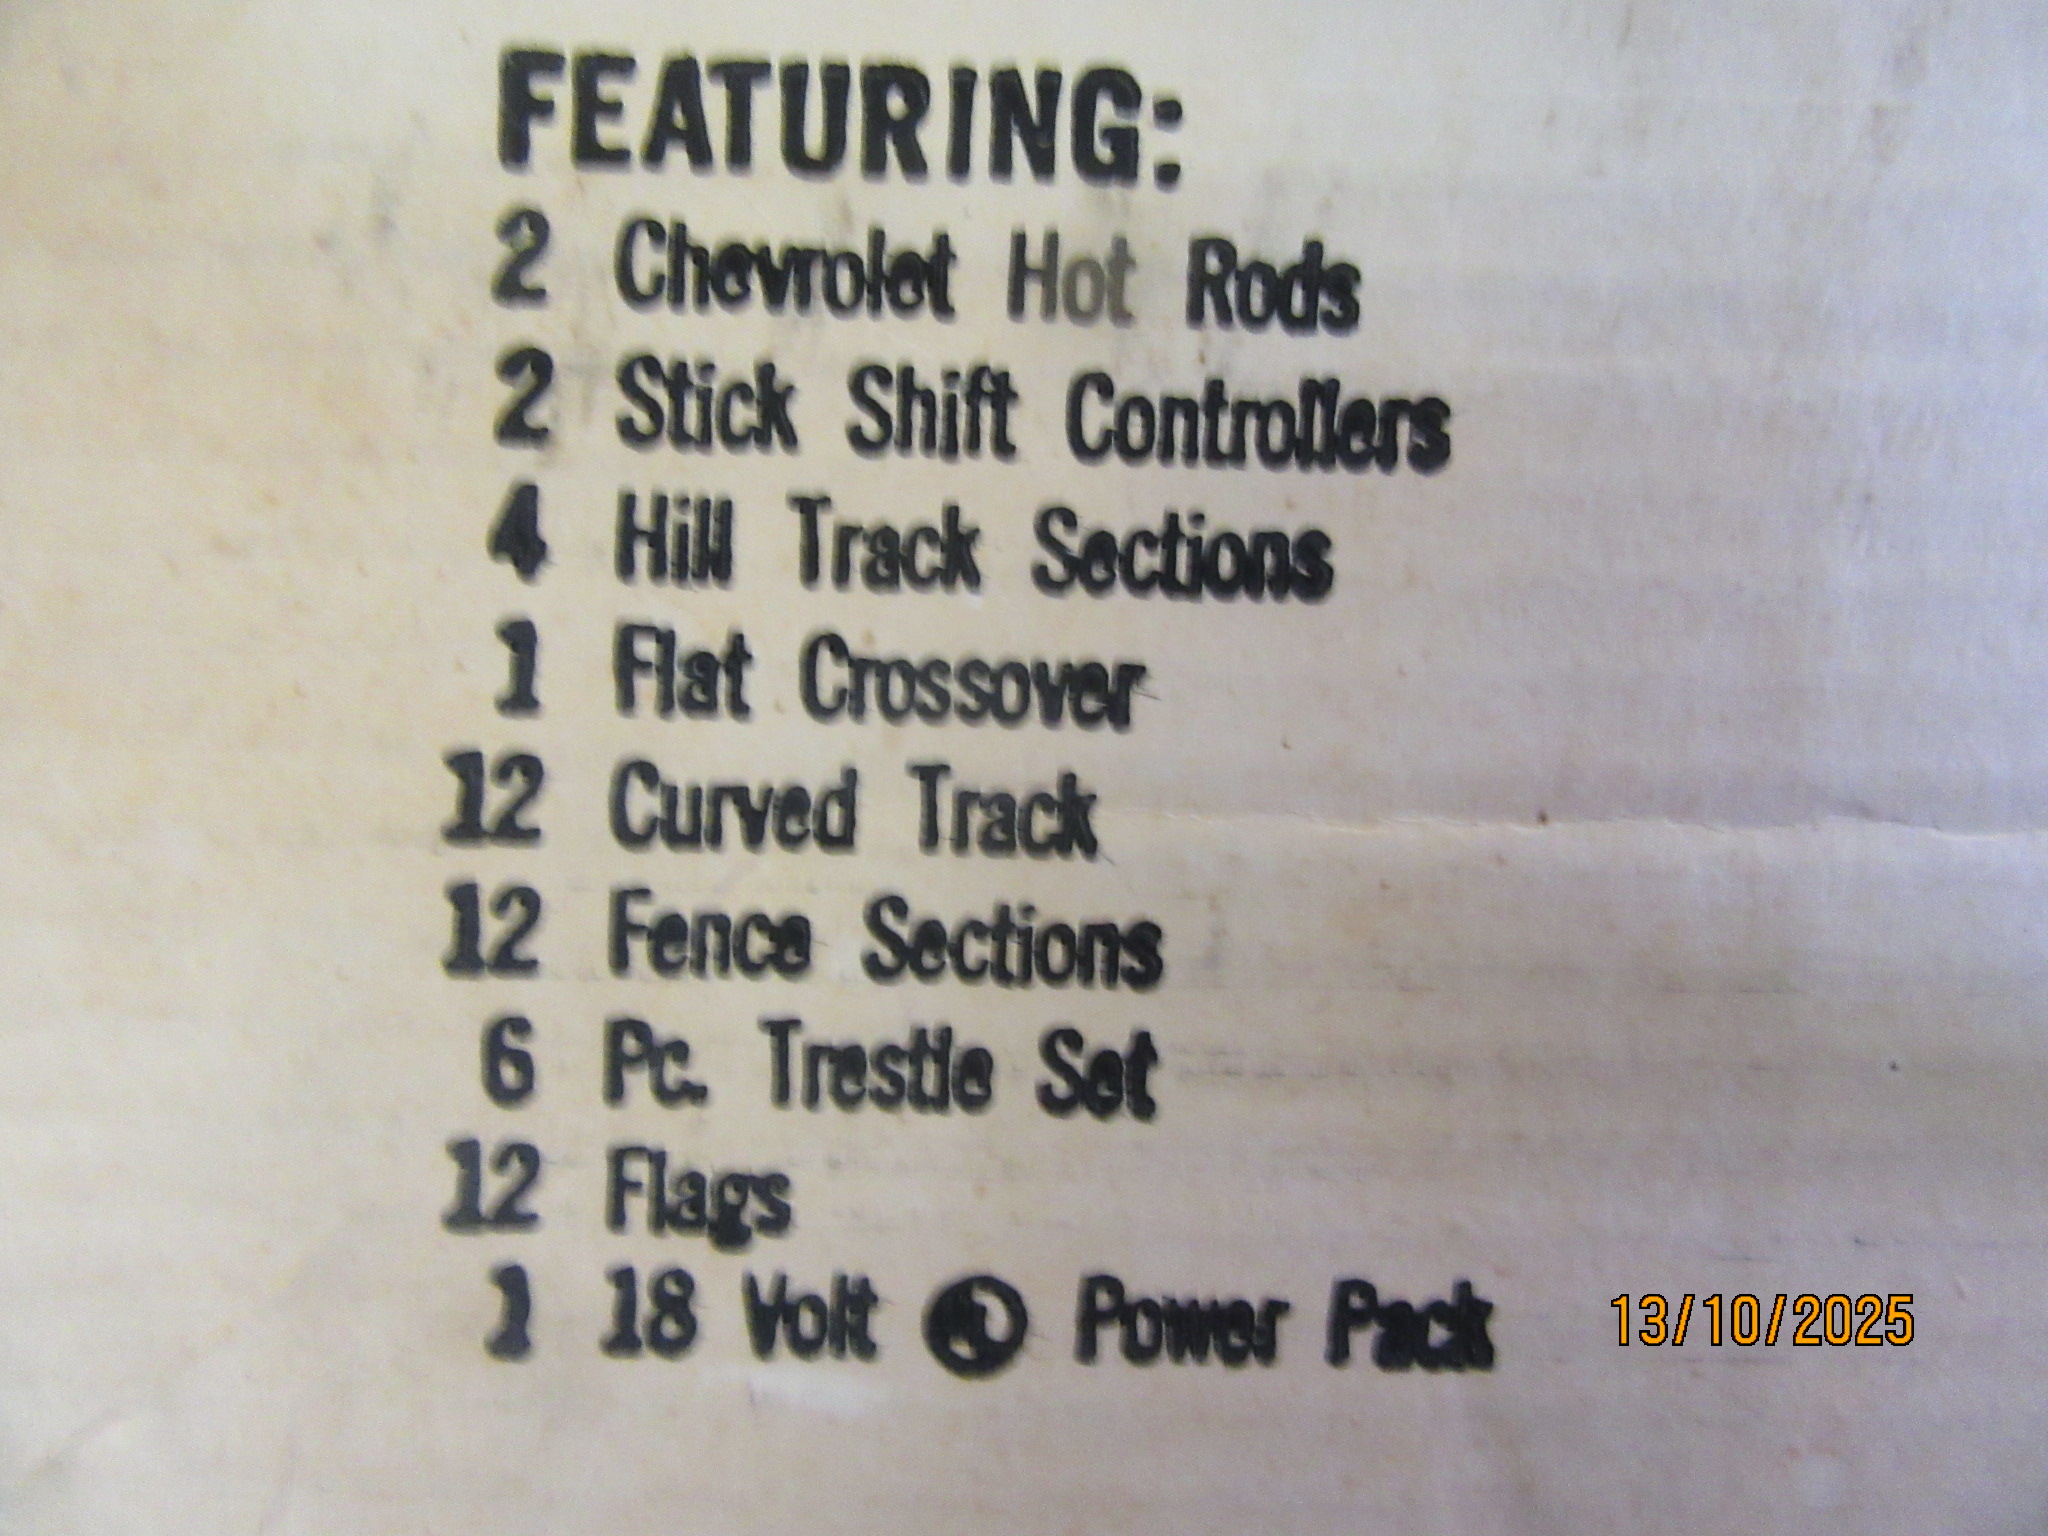 FEATURING:
2 Chevrolet Hot Rods
2 Stick Shift Controllers
4 Hill Track Sections
1 Flat Crossover
12 Curved Track
12 Fence Sections
6 Pc. Trestle Set
12 Flags
1 18 Volt Power Pack
13/10/2025